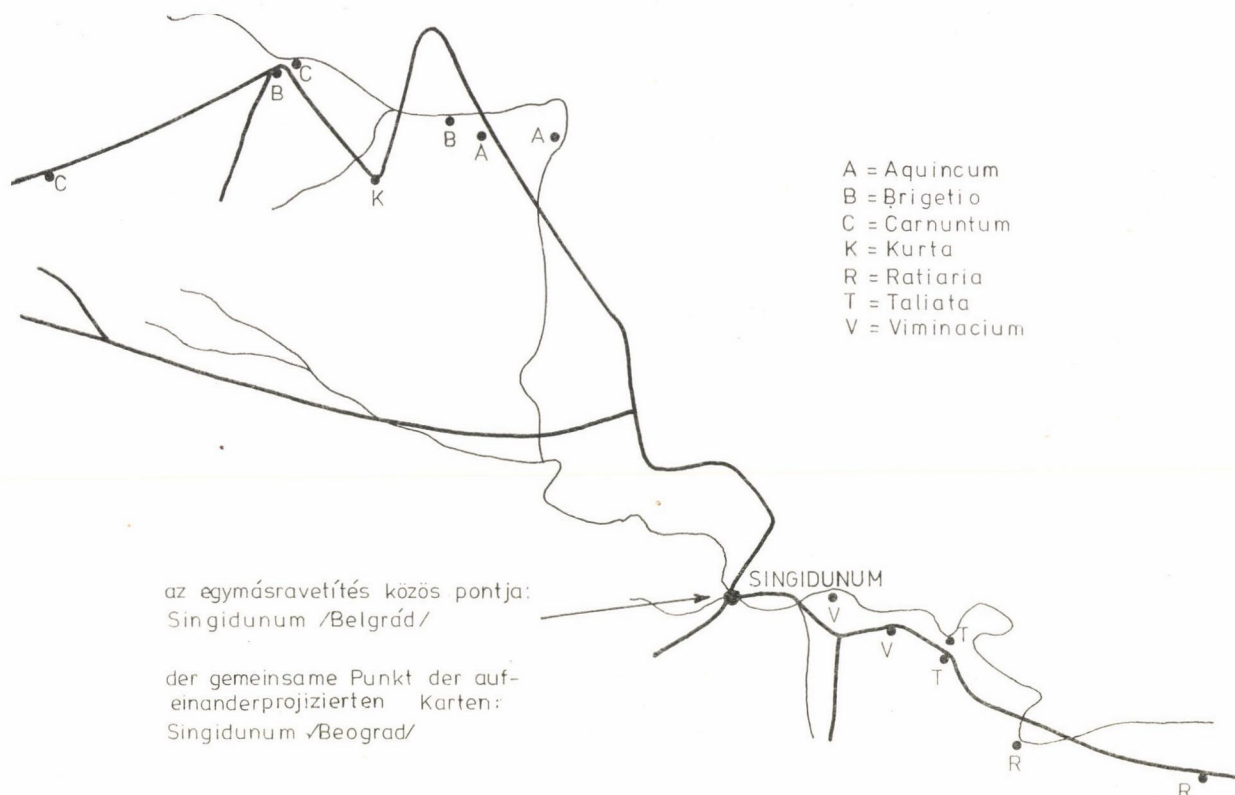 C
B
C
B
A
A
K
A = Aquincum
B = Brigetio
C = Carnuntum
K = Kurta
R = Ratiaria
T = Taliata
V = Viminacium
SINGIDUNUM
az egymásravetítés közös pontja:
Singidunum /Belgrád/
V
V
T
T
der gemeinsame Punkt der auf-
einanderprojizierten Karten:
Singidunum /Beograd/
R
R